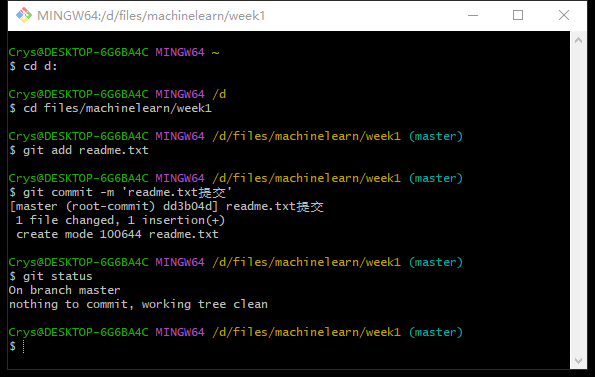 MINGW64:/d/files/machinelearn/week1
Crys@DESKTOP-6G6BA4C MINGW64 ~
$ cd d:
Crys@DESKTOP-6G6BA4C MINGW64 /d
$ cd files/machinelearn/week1
Crys@DESKTOP-6G6BA4C MINGW64 /d/files/machinelearn/week1 (master)
$ git add readme.txt
Crys@DESKTOP-6G6BA4C MINGW64 /d/files/machinelearn/week1 (master)
$ git commit -m 'readme.txt提交'
[master (root-commit) dd3b04d] readme.txt提交
1 file changed, 1 insertion(+)
create mode 100644 readme.txt
Crys@DESKTOP-6G6BA4C MINGW64 /d/files/machinelearn/week1 (master)
$ git status
On branch master
nothing to commit, working tree clean
Crys@DESKTOP-6G6BA4C MINGW64 /d/files/machinelearn/week1 (master)
$